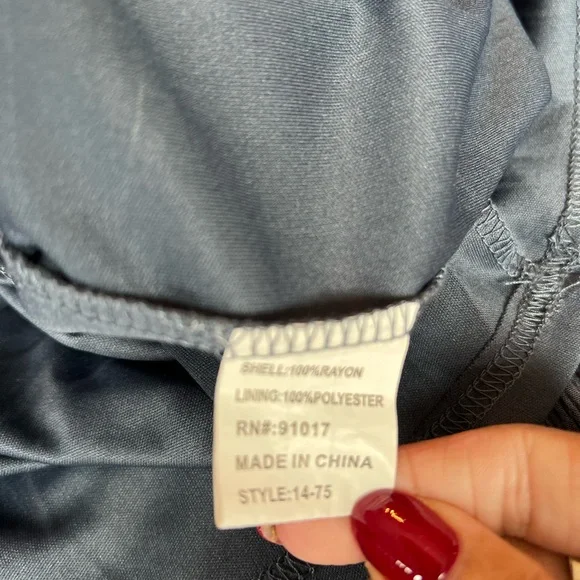 SHELL:100%RAYON
LINING:100%POLYESTER
RN#:91017
MADE IN CHINA
STYLE:14-75